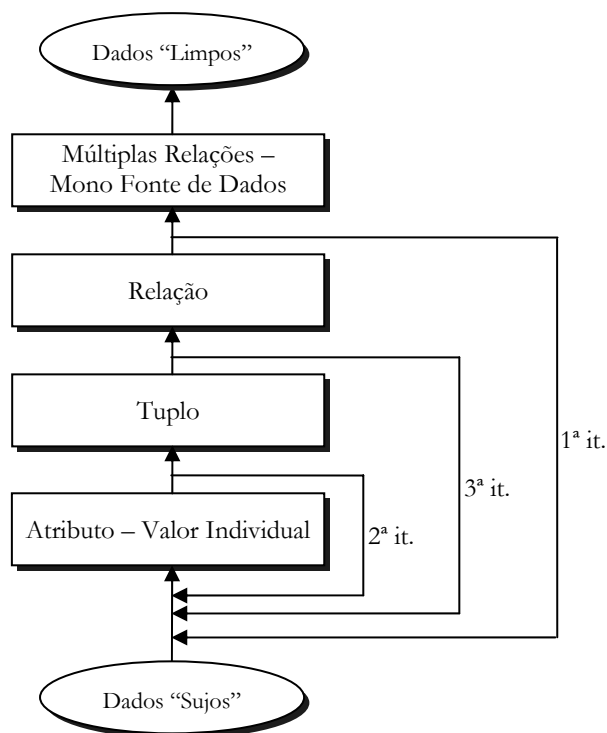 Dados “Limpos”
Múltiplas Relações –
Mono Fonte de Dados
Relação
Tuplo
1ª it.
3ª it.
Atributo – Valor Individual
2ª it.
Dados “Sujos”